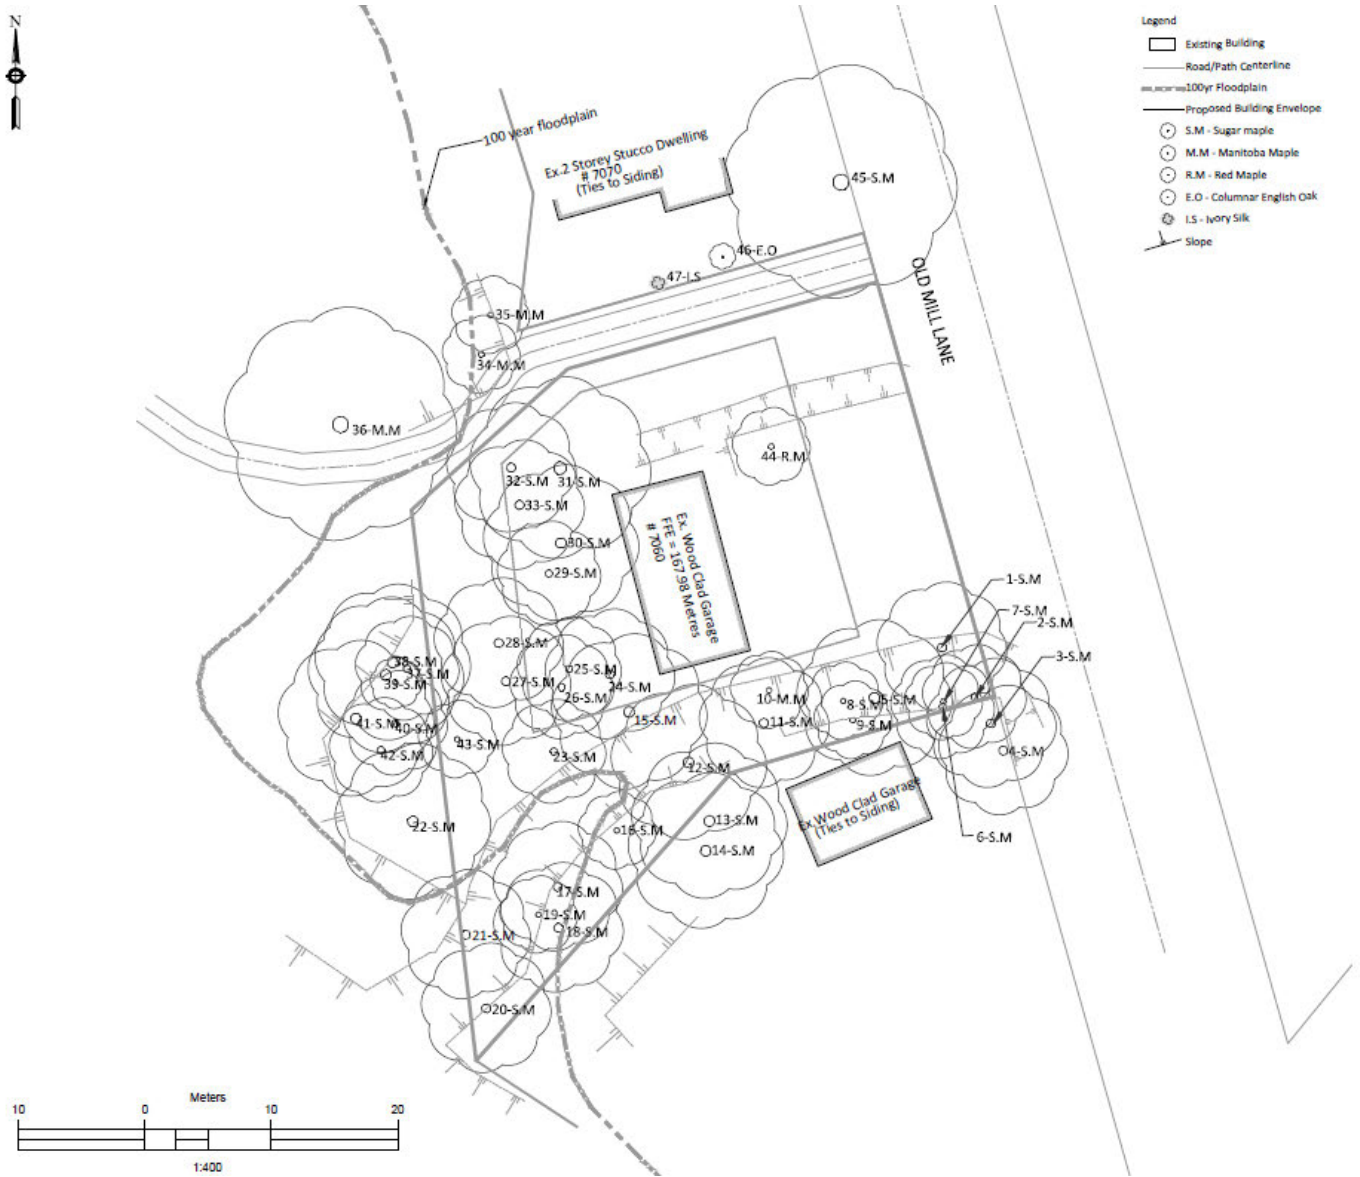 N
Legend
Existing Building
Road/Path Centerline
100yr Floodplain
Proposed Building Envelope
S.M - Sugar maple
M.M - Manitoba Maple
R.M - Red Maple
E.O - Columnar English Oak
I.S - Ivory Silk
Slope
100 year floodplain
Ex.2 Storey Stucco Dwelling
# 7070
(Ties to Siding)
45-S.M
46-E.O
47-I.S
OLD MILL LANE
35-M.M
34-M.M
36-M.M
44-R.M
32-S.M
31-S.M
33-S.M
30-S.M
29-S.M
Ex. Wood Clad Garage
FFE = 167.98 Metres
# 7060
1-S.M
7-S.M
2-S.M
3-S.M
28-S.M
38-S.M
37-S.M
39-S.M
27-S.M
25-S.M
24-S.M
26-S.M
10-M.M
8-S.M
5-S.M
15-S.M
11-S.M
9-S.M
41-S.M
40-S.M
43-S.M
42-S.M
23-S.M
12-S.M
4-S.M
22-S.M
16-S.M
13-S.M
14-S.M
Ex.Wood Clad Garage
(Ties to Siding)
6-S.M
17-S.M
19-S.M
18-S.M
21-S.M
20-S.M
Meters
10 0 10 20
1:400